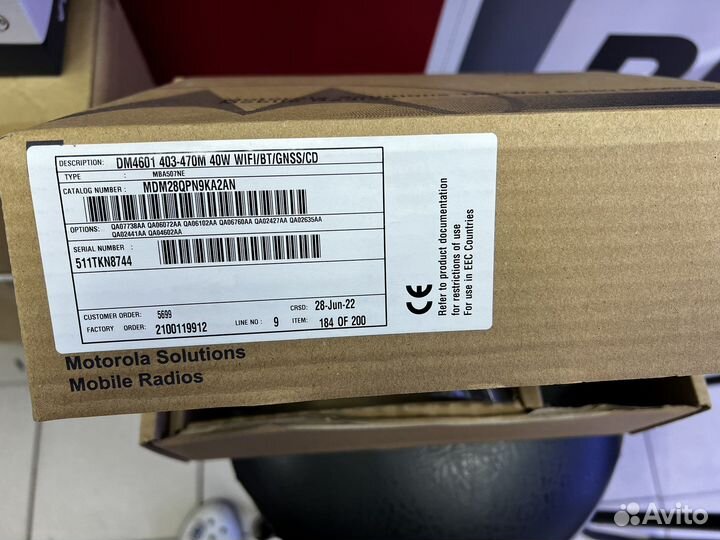 DESCRIPTION: DM4601 403-470M 40W WIFI/BT/GNSS/CD
TYPE : MBA507NE
CATALOG NUMBER : MDM28QPN9KA2AN
OPTIONS: QA07738AA QA06072AA QA06102AA QA06760AA QA02427AA QA02635AA
QA02441AA QA04602AA
SERIAL NUMBER :
511TKN8744
CUSTOMER ORDER: 5699 CRSD: 28-Jun-22
FACTORY ORDER: 2100119912 LINE NO : 9 ITEM: 184 OF 200
CE
Refer to product documentation
for restrictions of use
For use in EEC Countries
Motorola Solutions
Mobile Radios
Avito